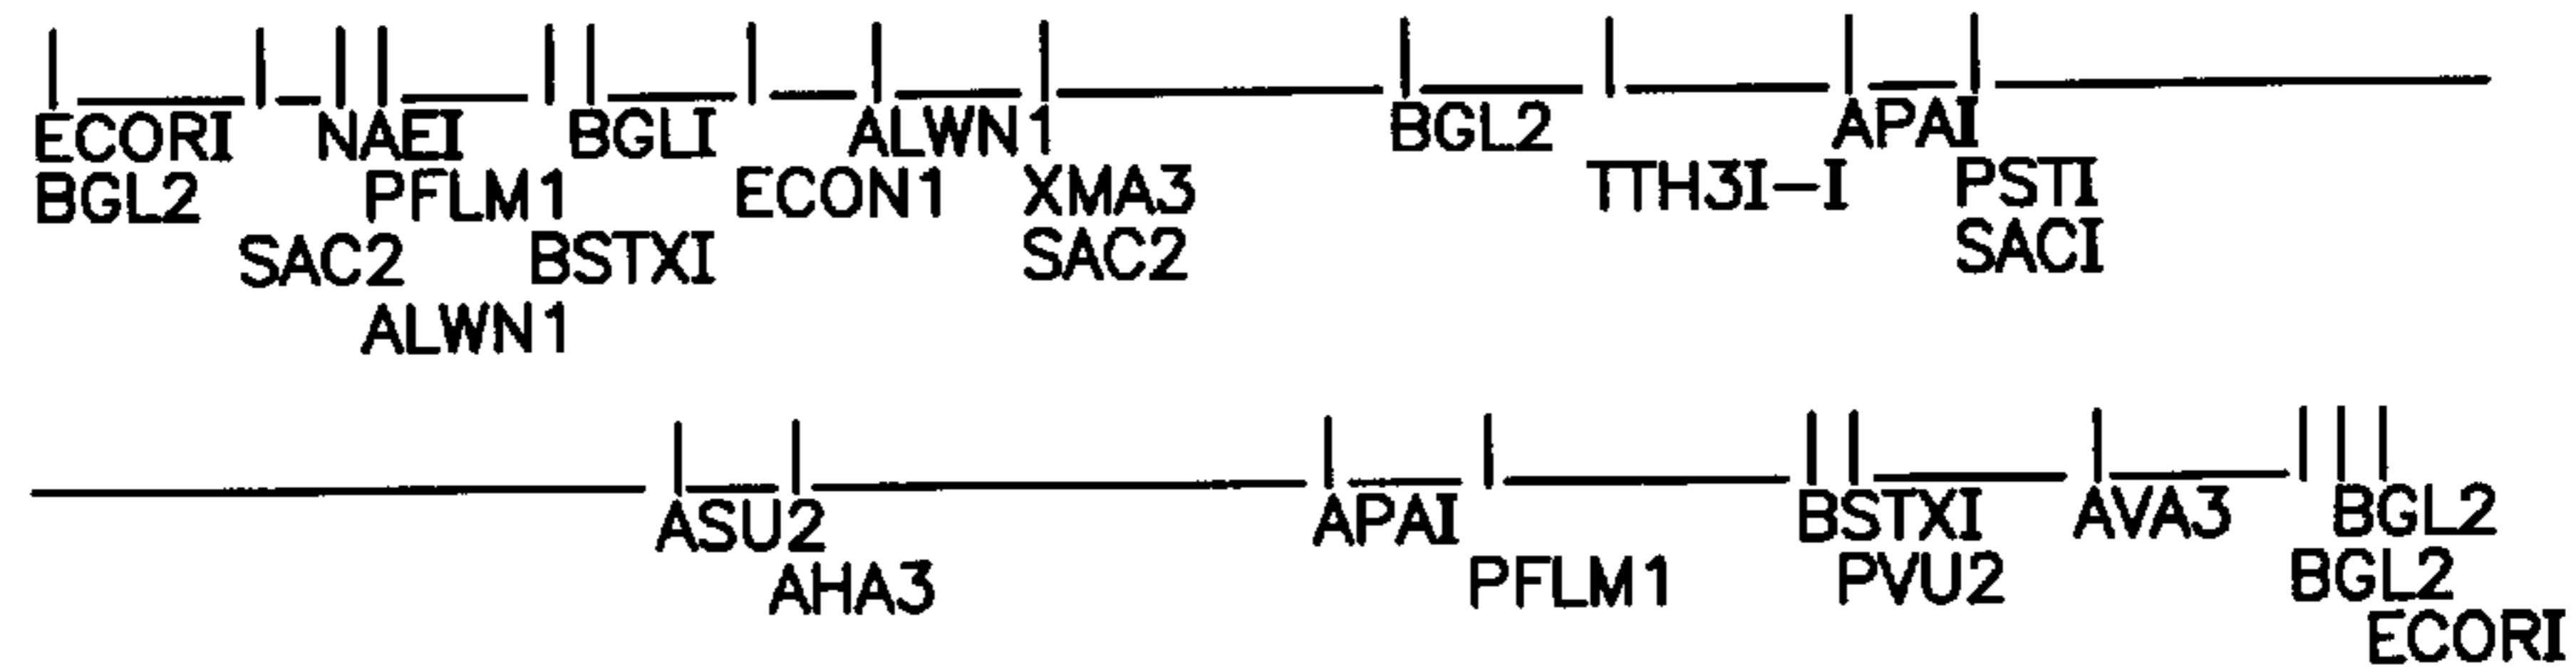 ECORI NAEI BGLI ALWN1 BGL2 APAI
BGL2 PFLM1 ECON1 XMA3 TTH3I-I PSTI
SAC2 BSTXI SAC2 SACI
ALWN1
ASU2 APAI BSTXI AVA3 BGL2
AHA3 PFLM1 PVU2 BGL2
ECORI